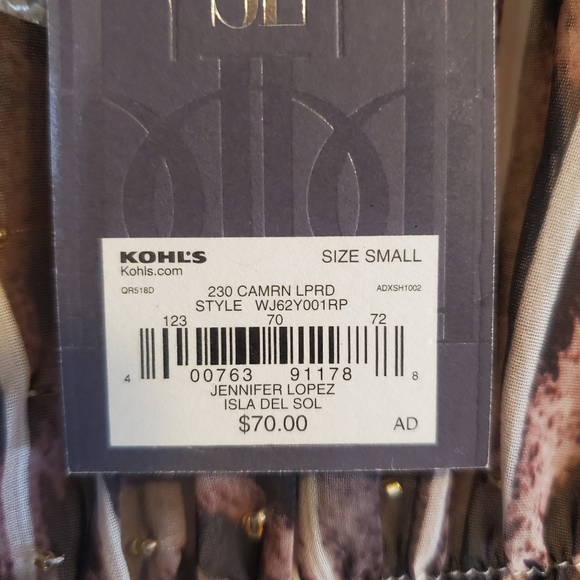 JL
KOHL'S SIZE SMALL
Kohls.com
QR518D 230 CAMRN LPRD ADXSH1002
STYLE WJ62Y001RP
123 70 72
4 00763 91178 8
JENNIFER LOPEZ
ISLA DEL SOL
$70.00 AD